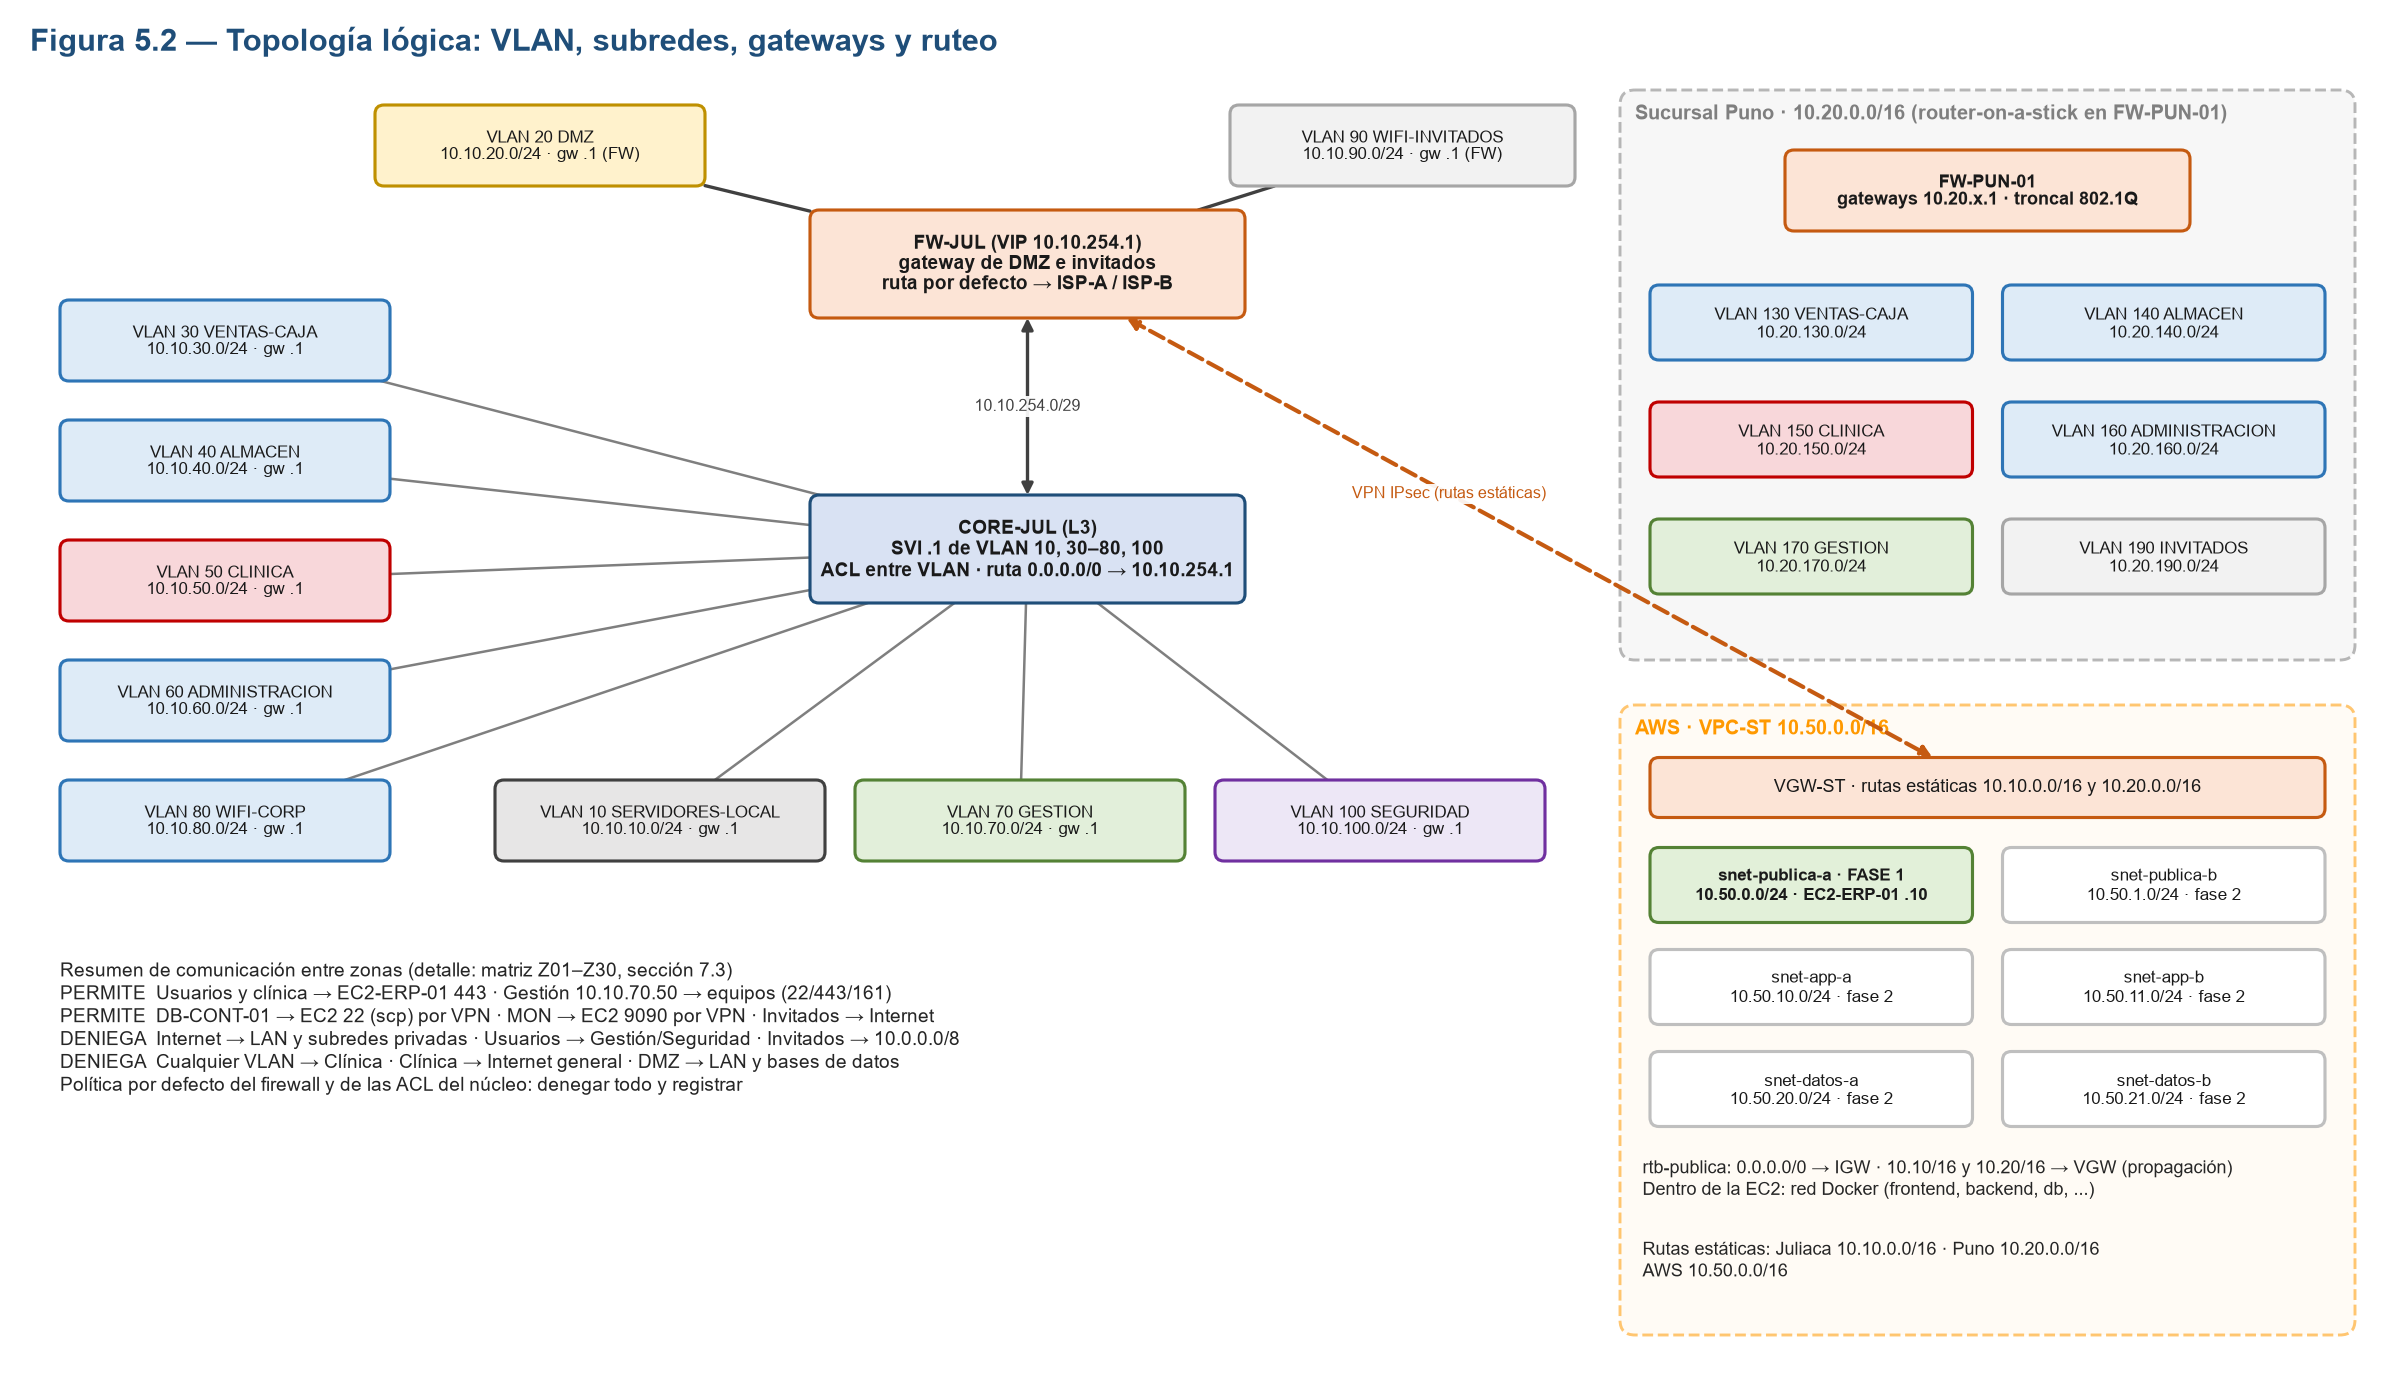 Figura 5.2 — Topología lógica: VLAN, subredes, gateways y ruteo
VLAN 20 DMZ
10.10.20.0/24 · gw .1 (FW)
VLAN 90 WIFI-INVITADOS
10.10.90.0/24 · gw .1 (FW)
FW-JUL (VIP 10.10.254.1)
gateway de DMZ e invitados
ruta por defecto → ISP-A / ISP-B
VLAN 30 VENTAS-CAJA
10.10.30.0/24 · gw .1
VLAN 40 ALMACEN
10.10.40.0/24 · gw .1
VLAN 50 CLINICA
10.10.50.0/24 · gw .1
VLAN 60 ADMINISTRACION
10.10.60.0/24 · gw .1
VLAN 80 WIFI-CORP
10.10.80.0/24 · gw .1
10.10.254.0/29
CORE-JUL (L3)
SVI .1 de VLAN 10, 30–80, 100
ACL entre VLAN · ruta 0.0.0.0/0 → 10.10.254.1
VLAN 10 SERVIDORES-LOCAL
10.10.10.0/24 · gw .1
VLAN 70 GESTION
10.10.70.0/24 · gw .1
VLAN 100 SEGURIDAD
10.10.100.0/24 · gw .1
VPN IPsec (rutas estáticas)
Resumen de comunicación entre zonas (detalle: matriz Z01–Z30, sección 7.3)
PERMITE Usuarios y clínica → EC2-ERP-01 443 · Gestión 10.10.70.50 → equipos (22/443/161)
PERMITE DB-CONT-01 → EC2 22 (scp) por VPN · MON → EC2 9090 por VPN · Invitados → Internet
DENIEGA Internet → LAN y subredes privadas · Usuarios → Gestión/Seguridad · Invitados → 10.0.0.0/8
DENIEGA Cualquier VLAN → Clínica · Clínica → Internet general · DMZ → LAN y bases de datos
Política por defecto del firewall y de las ACL del núcleo: denegar todo y registrar
Sucursal Puno · 10.20.0.0/16 (router-on-a-stick en FW-PUN-01)
FW-PUN-01
gateways 10.20.x.1 · troncal 802.1Q
VLAN 130 VENTAS-CAJA
10.20.130.0/24
VLAN 140 ALMACEN
10.20.140.0/24
VLAN 150 CLINICA
10.20.150.0/24
VLAN 160 ADMINISTRACION
10.20.160.0/24
VLAN 170 GESTION
10.20.170.0/24
VLAN 190 INVITADOS
10.20.190.0/24
AWS · VPC-ST 10.50.0.0/16
VGW-ST · rutas estáticas 10.10.0.0/16 y 10.20.0.0/16
snet-publica-a · FASE 1
10.50.0.0/24 · EC2-ERP-01 .10
snet-publica-b
10.50.1.0/24 · fase 2
snet-app-a
10.50.10.0/24 · fase 2
snet-app-b
10.50.11.0/24 · fase 2
snet-datos-a
10.50.20.0/24 · fase 2
snet-datos-b
10.50.21.0/24 · fase 2
rtb-publica: 0.0.0.0/0 → IGW · 10.10/16 y 10.20/16 → VGW (propagación)
Dentro de la EC2: red Docker (frontend, backend, db, ...)
Rutas estáticas: Juliaca 10.10.0.0/16 · Puno 10.20.0.0/16
AWS 10.50.0.0/16